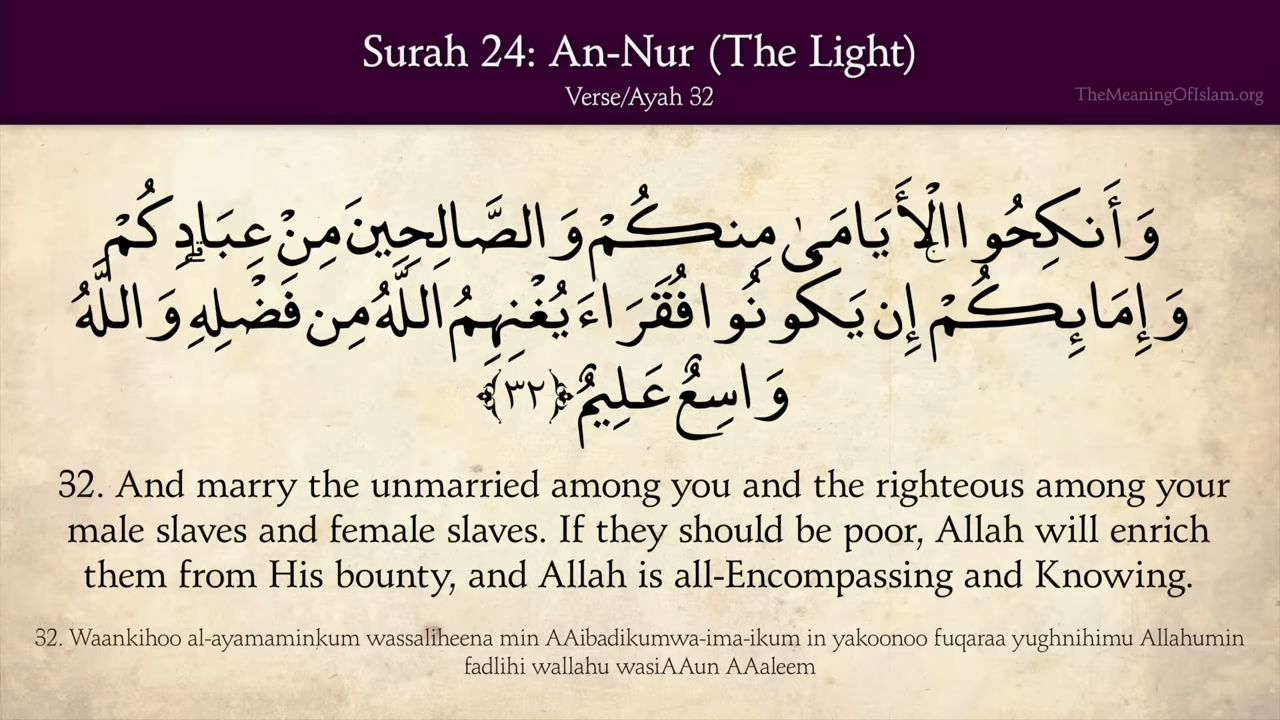 Surah 24: An-Nur (The Light)
Verse/Ayah 32
TheMeaningOfIslam.org
وَأَنكِحُوا الْأَيَامَىٰ مِنكُمْ وَالصَّالِحِينَ مِنْ عِبَادِكُمْ
وَإِمَائِكُمْ ۚ إِن يَكُونُوا فُقَرَاءَ يُغْنِهِمُ اللَّهُ مِن فَضْلِهِ ۗ وَاللَّهُ
وَاسِعٌ عَلِيمٌ ﴿٣٢﴾
32. And marry the unmarried among you and the righteous among your
male slaves and female slaves. If they should be poor, Allah will enrich
them from His bounty, and Allah is all-Encompassing and Knowing.
32. Waankihoo al-ayamaminkum wassaliheena min AAibadikumwa-ima-ikum in yakoonoo fuqaraa yughnihimu Allahumin
fadlihi wallahu wasiAAun AAaleem